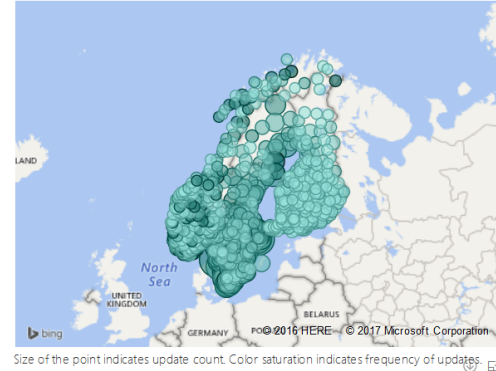 LAND
North
Sea
UNITED
KINGDOM
BELARUS
GERMANY
PO
© 2016 HERE © 2017 Microsoft Corporation
bing
Size of the point indicates update count. Color saturation indicates frequency of updates.